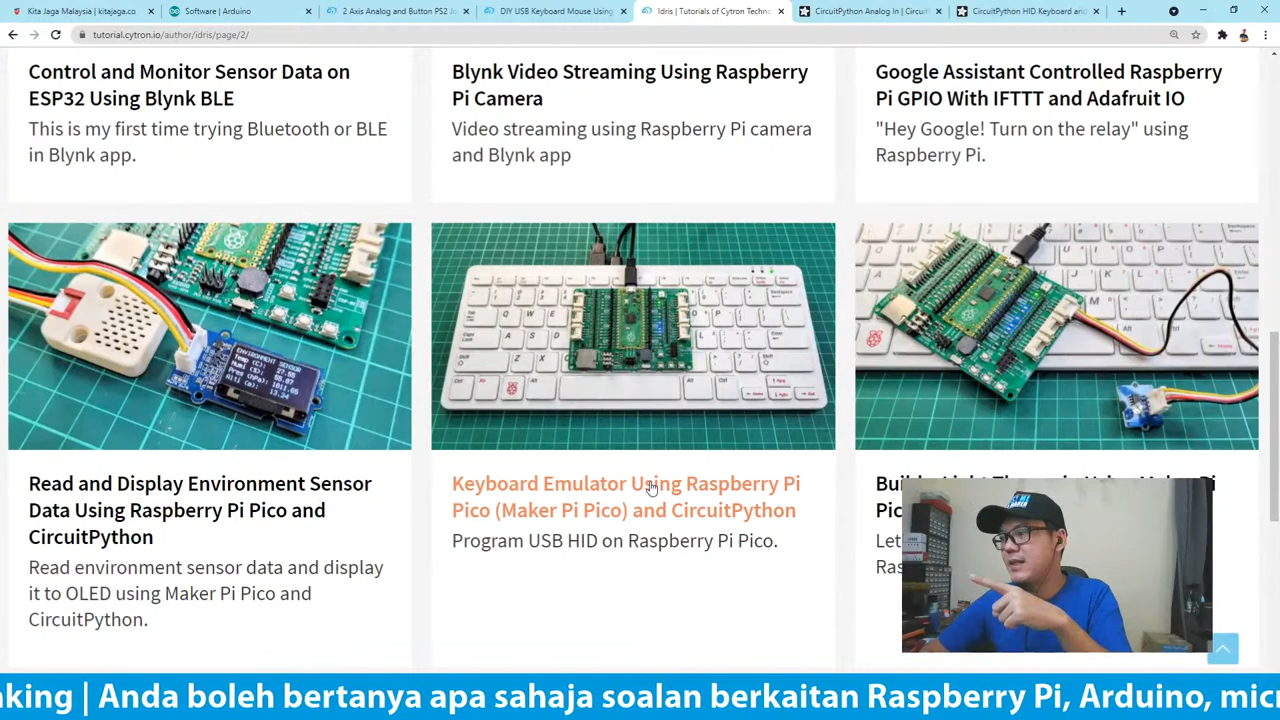 Kita Jaga Malaysia | kitajaga.co
Software | Arduino
2 Axis Analog and Button PS2 Jo
DIY USB Keyboard Mouse Using
Idris | Tutorials of Cytron Techno
CircuitPython Analog In | Circuit
CircuitPython HID Keyboard and
tutorial.cytron.io/author/idris/page/2/
Control and Monitor Sensor Data on
ESP32 Using Blynk BLE
This is my first time trying Bluetooth or BLE
in Blynk app.
Blynk Video Streaming Using Raspberry
Pi Camera
Video streaming using Raspberry Pi camera
and Blynk app
Google Assistant Controlled Raspberry
Pi GPIO With IFTTT and Adafruit IO
"Hey Google! Turn on the relay" using
Raspberry Pi.
Read and Display Environment Sensor
Data Using Raspberry Pi Pico and
CircuitPython
Read environment sensor data and display
it to OLED using Maker Pi Pico and
CircuitPython.
Keyboard Emulator Using Raspberry Pi
Pico (Maker Pi Pico) and CircuitPython
Program USB HID on Raspberry Pi Pico.
aking | Anda boleh bertanya apa sahaja soalan berkaitan Raspberry Pi, Arduino, mic